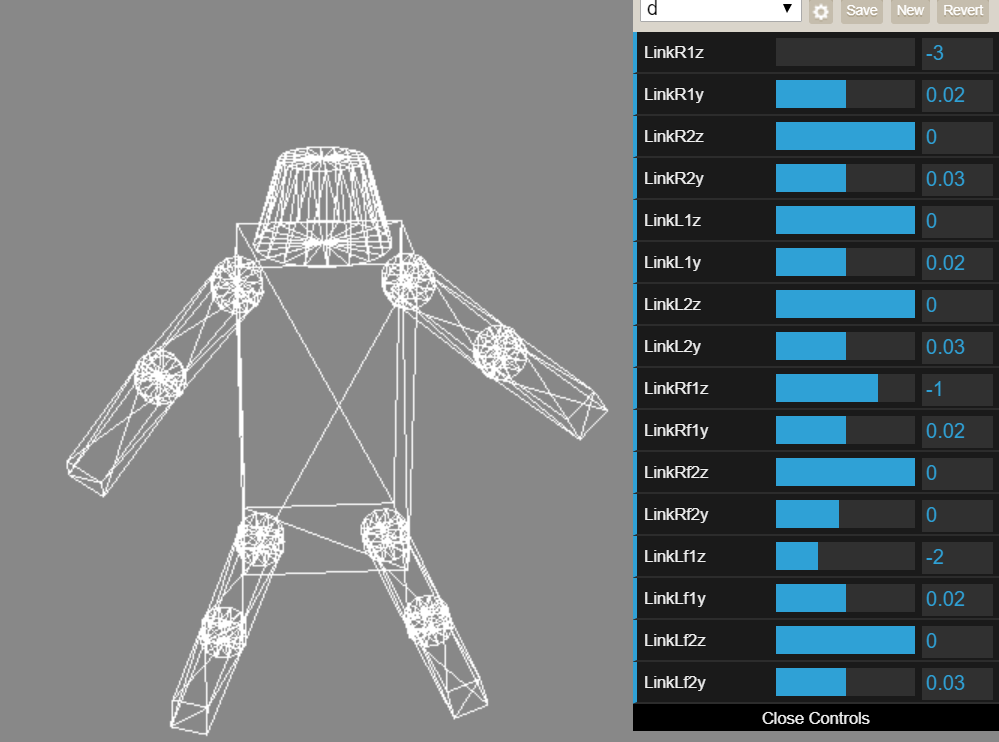 d Save New Revert
LinkR1z -3
LinkR1y 0.02
LinkR2z 0
LinkR2y 0.03
LinkL1z 0
LinkL1y 0.02
LinkL2z 0
LinkL2y 0.03
LinkRf1z -1
LinkRf1y 0.02
LinkRf2z 0
LinkRf2y 0
LinkLf1z -2
LinkLf1y 0.02
LinkLf2z 0
LinkLf2y 0.03
Close Controls